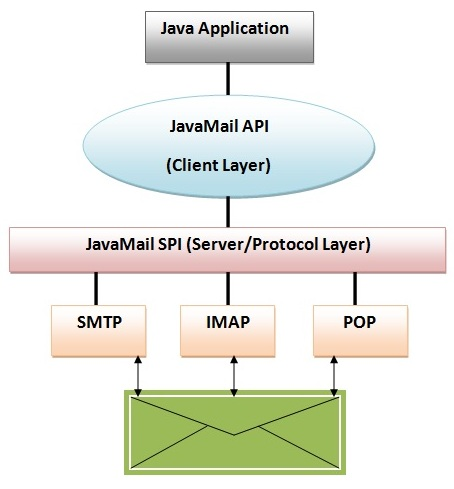 Java Application
JavaMail API
(Client Layer)
JavaMail SPI (Server/Protocol Layer)
SMTP
IMAP
POP